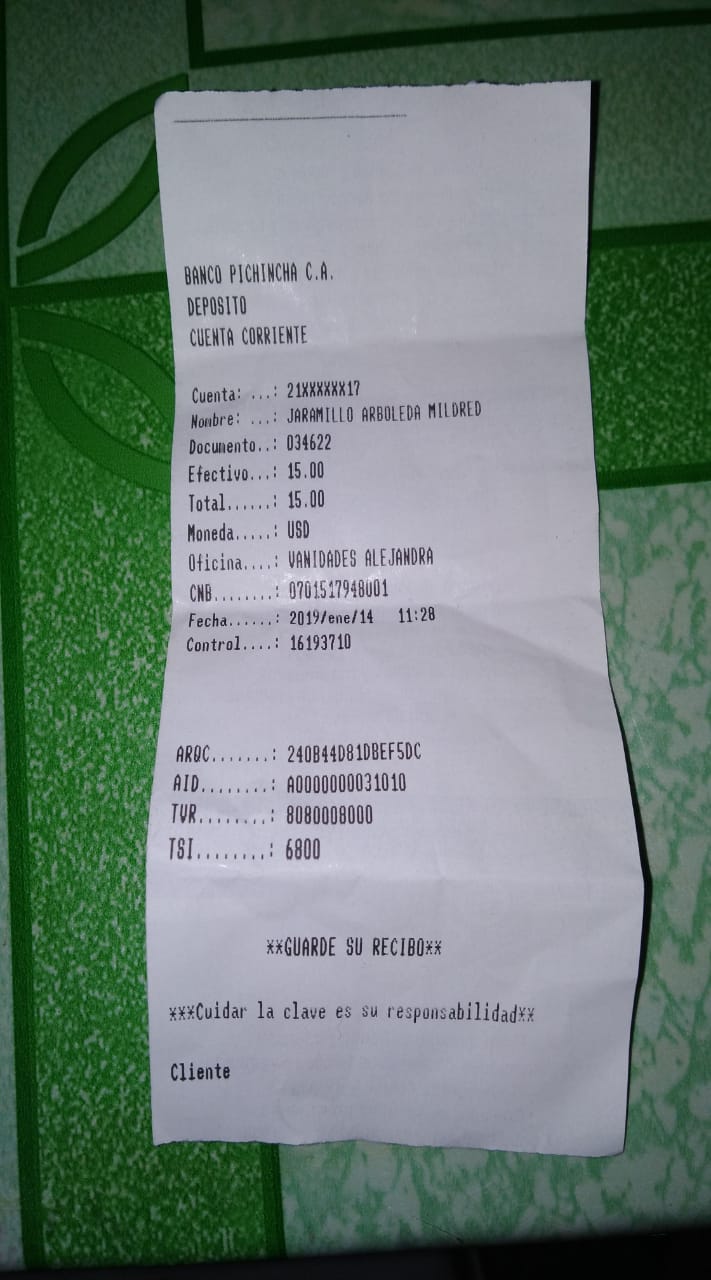 BANCO PICHINCHA C.A.
DEPOSITO
CUENTA CORRIENTE
Cuenta: ...: 21XXXXXX17
Nombre: ...: JARAMILLO ARBOLEDA MILDRED
Documento..: 034622
Efectivo...: 15.00
Total......: 15.00
Moneda.....: USD
Oficina....: VANIDADES ALEJANDRA
CNB........: 0701517948001
Fecha......: 2019/ene/14 11:28
Control....: 16193710
ARQC.......: 240B44D81DBEF5DC
AID........: A0000000031010
TVR........: 8080008000
TSI........: 6800
**GUARDE SU RECIBO**
***Cuidar la clave es su responsabilidad**
Cliente